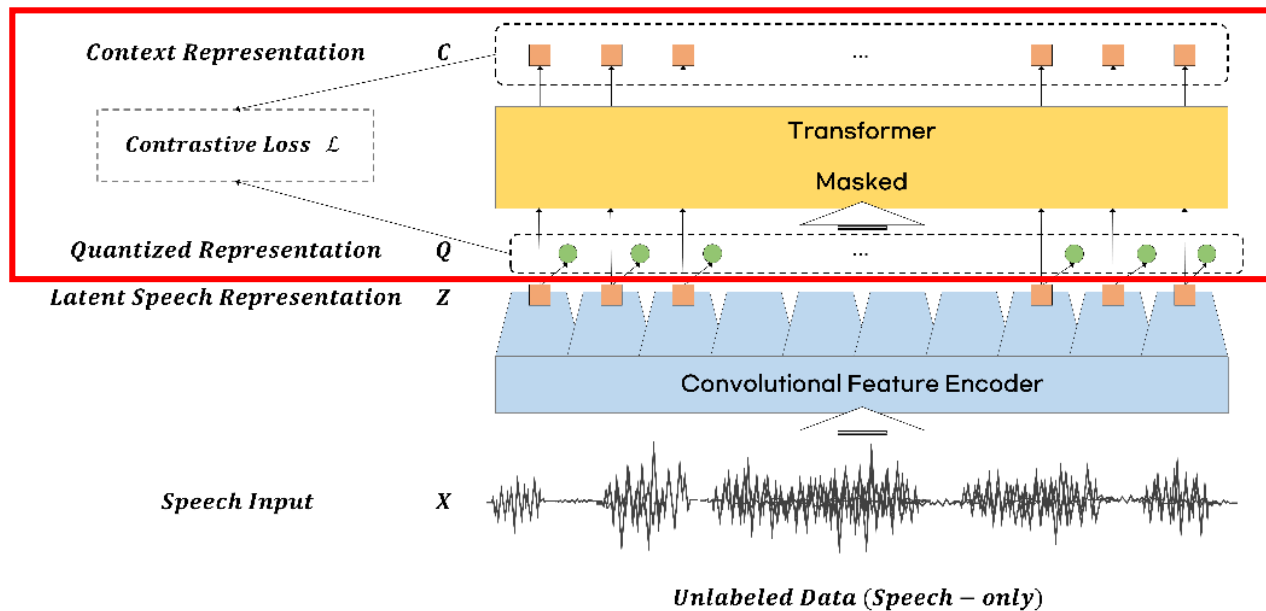 Context Representation C
...
Transformer
Contrastive Loss ℒ
Masked
Quantized Representation Q
...
Latent Speech Representation Z
Convolutional Feature Encoder
Speech Input X
Unlabeled Data (Speech − only)